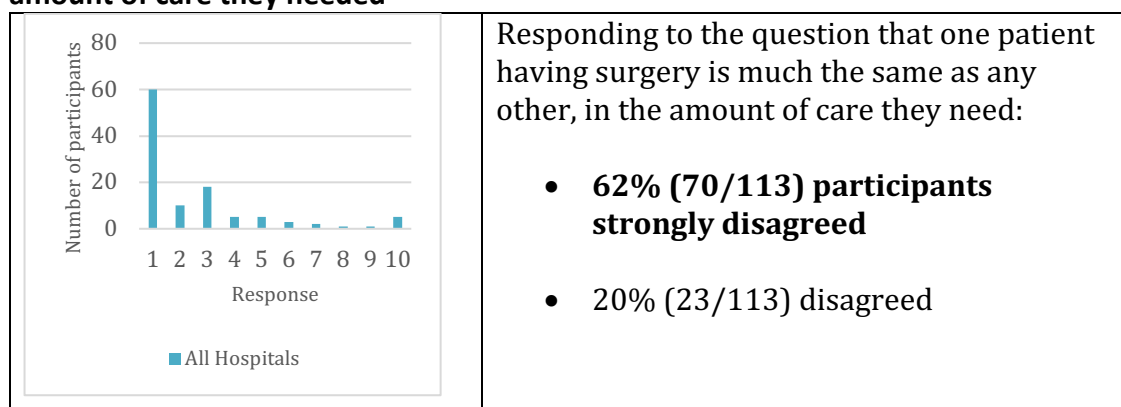 amount of care they needed
80
60
40
20
0
Number of participants
1 2 3 4 5 6 7 8 9 10
Response
All Hospitals
Responding to the question that one patient
having surgery is much the same as any
other, in the amount of care they need:
• 62% (70/113) participants
strongly disagreed
• 20% (23/113) disagreed